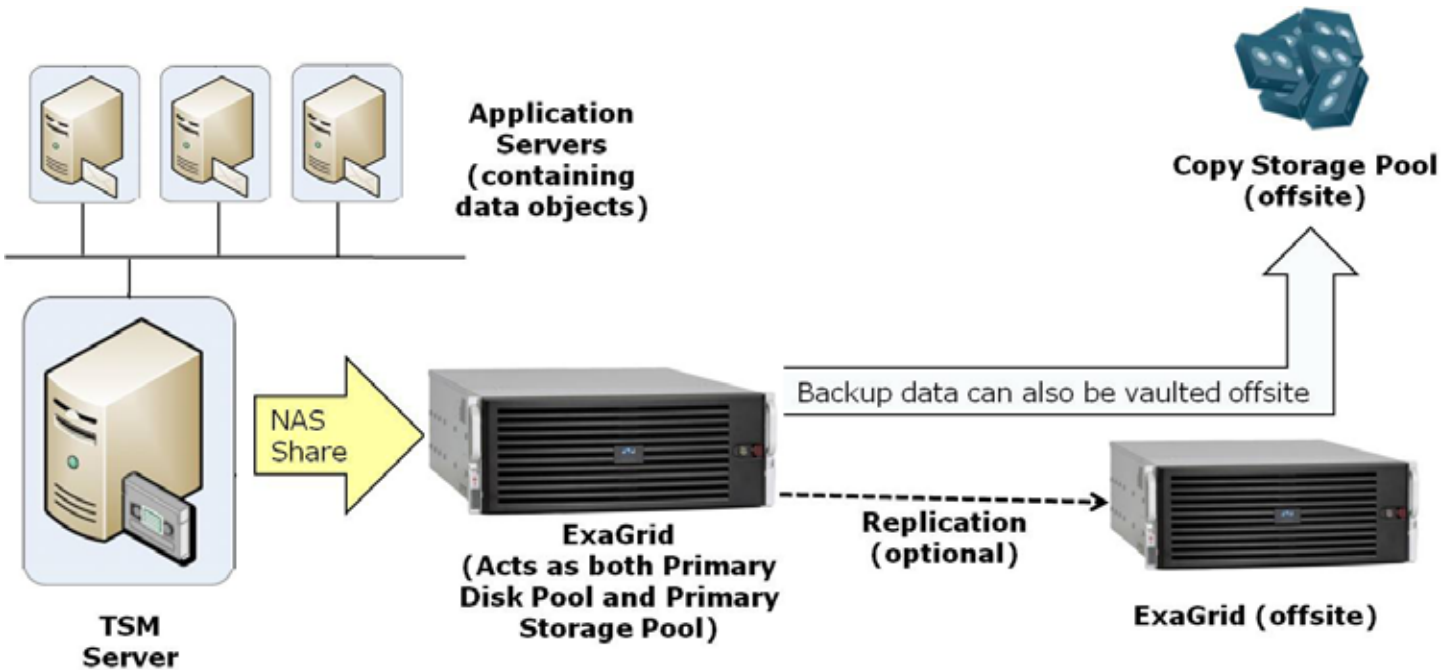 Application
Servers
(containing
data objects)
Copy Storage Pool
(offsite)
NAS
Share
Backup data can also be vaulted offsite
Replication
(optional)
ExaGrid
(Acts as both Primary
Disk Pool and Primary
Storage Pool)
ExaGrid (offsite)
TSM
Server